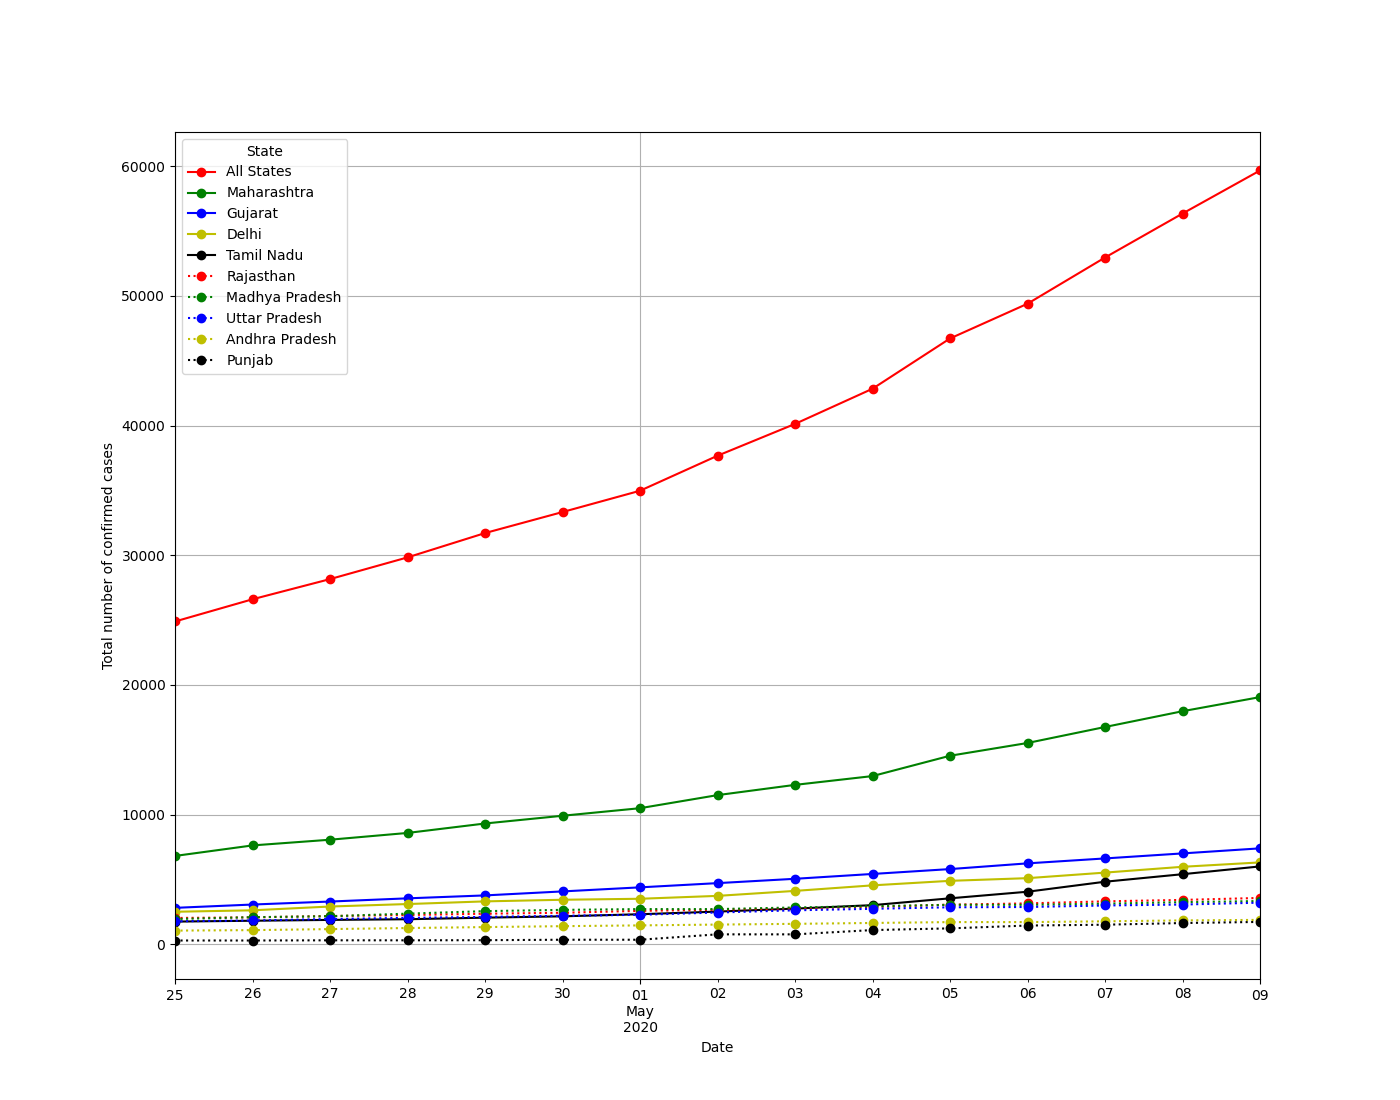 State
All States
Maharashtra
Gujarat
Delhi
Tamil Nadu
Rajasthan
Madhya Pradesh
Uttar Pradesh
Andhra Pradesh
Punjab
60000
50000
40000
30000
20000
10000
0
Total number of confirmed cases
25 26 27 28 29 30 01 02 03 04 05 06 07 08 09
May
2020
Date